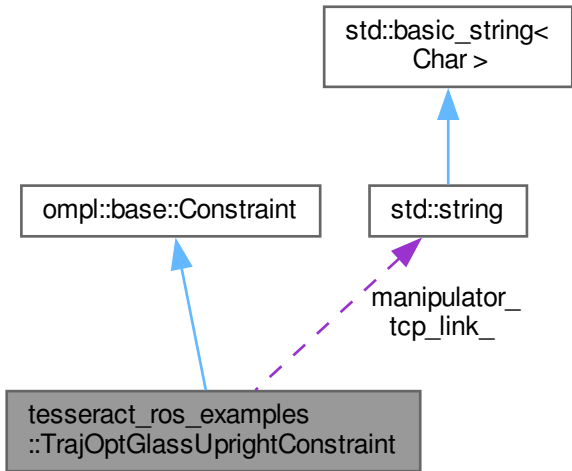 std::basic_string<
Char >
ompl::base::Constraint
std::string
manipulator_
tcp_link_
tesseract_ros_examples
::TrajOptGlassUprightConstraint